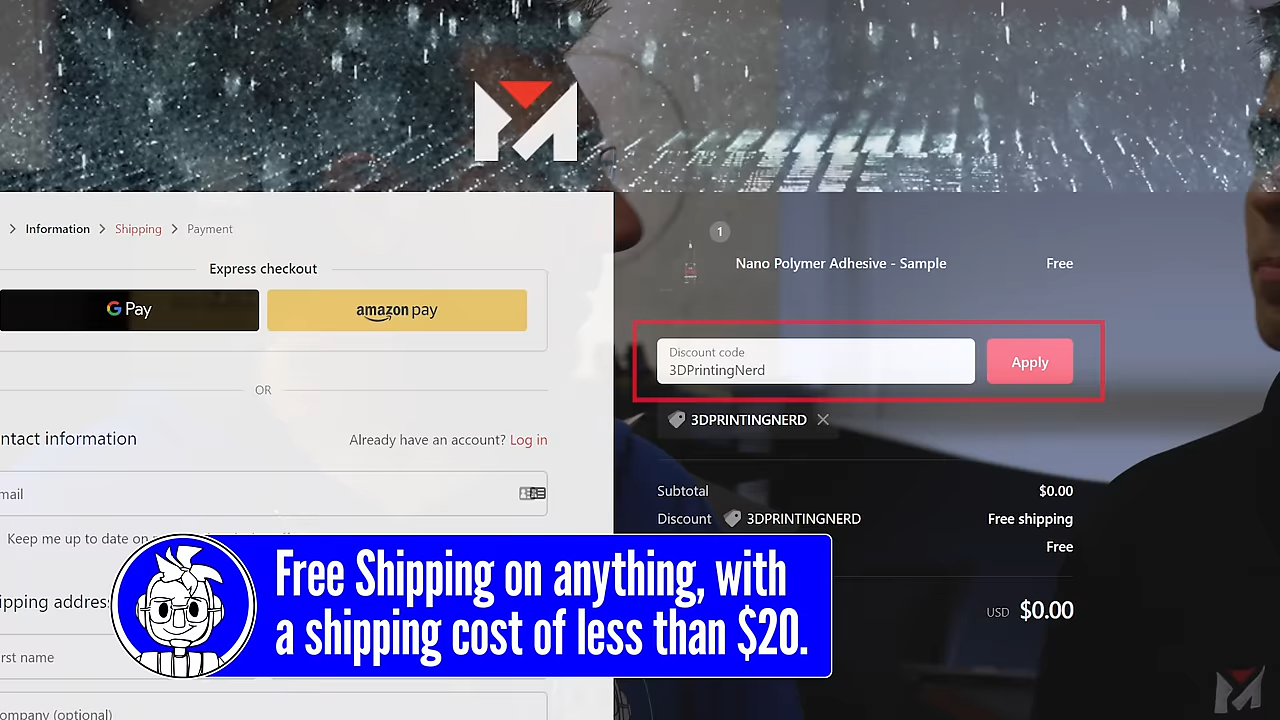 Information > Shipping > Payment
Express checkout
G Pay
amazon pay
OR
ntact information
Already have an account? Log in
mail
Keep me up to date on
ipping addres
rst name
ompany (optional)
1
Nano Polymer Adhesive - Sample Free
Discount code
3DPrintingNerd
Apply
3DPRINTINGNERD
Subtotal $0.00
Discount 3DPRINTINGNERD Free shipping
Free
USD $0.00
Free Shipping on anything, with
a shipping cost of less than $20.